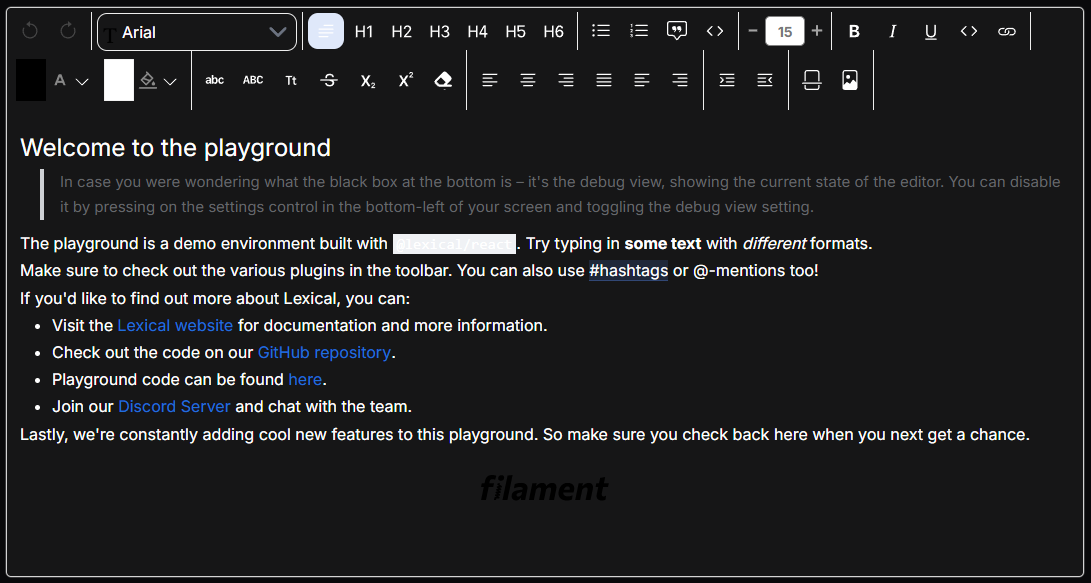 Arial H1 H2 H3 H4 H5 H6 15 B I U
A abc ABC Tt S X₂ X²
Welcome to the playground
In case you were wondering what the black box at the bottom is – it's the debug view, showing the current state of the editor. You can disable
it by pressing on the settings control in the bottom-left of your screen and toggling the debug view setting.
The playground is a demo environment built with @lexical/react. Try typing in some text with different formats.
Make sure to check out the various plugins in the toolbar. You can also use #hashtags or @-mentions too!
If you'd like to find out more about Lexical, you can:
• Visit the Lexical website for documentation and more information.
• Check out the code on our GitHub repository.
• Playground code can be found here.
• Join our Discord Server and chat with the team.
Lastly, we're constantly adding cool new features to this playground. So make sure you check back here when you next get a chance.
filament